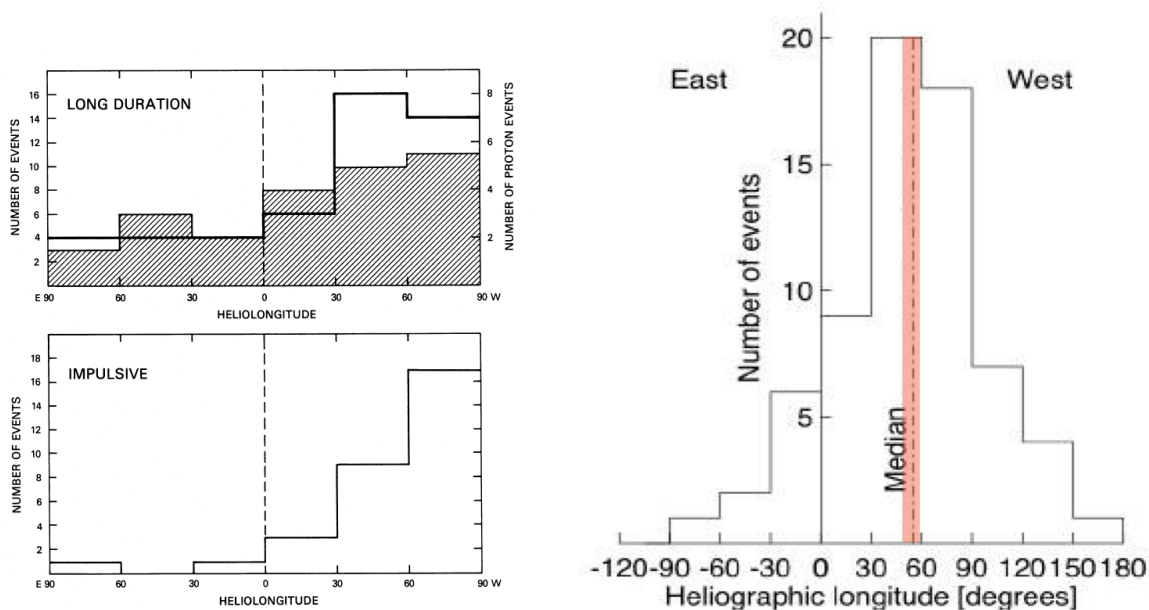 LONG DURATION
NUMBER OF EVENTS
16
14
12
10
8
6
4
2
NUMBER OF PROTON EVENTS
8
6
4
2
E 90 60 30 0 30 60 90 W
HELIOLONGITUDE
IMPULSIVE
NUMBER OF EVENTS
18
16
14
12
10
8
6
4
2
E 90 60 30 0 30 60 90 W
HELIOLONGITUDE
East
West
Number of events
20
15
10
5
Median
-120 -90 -60 -30 0 30 60 90 120 150 180
Heliographic longitude [degrees]